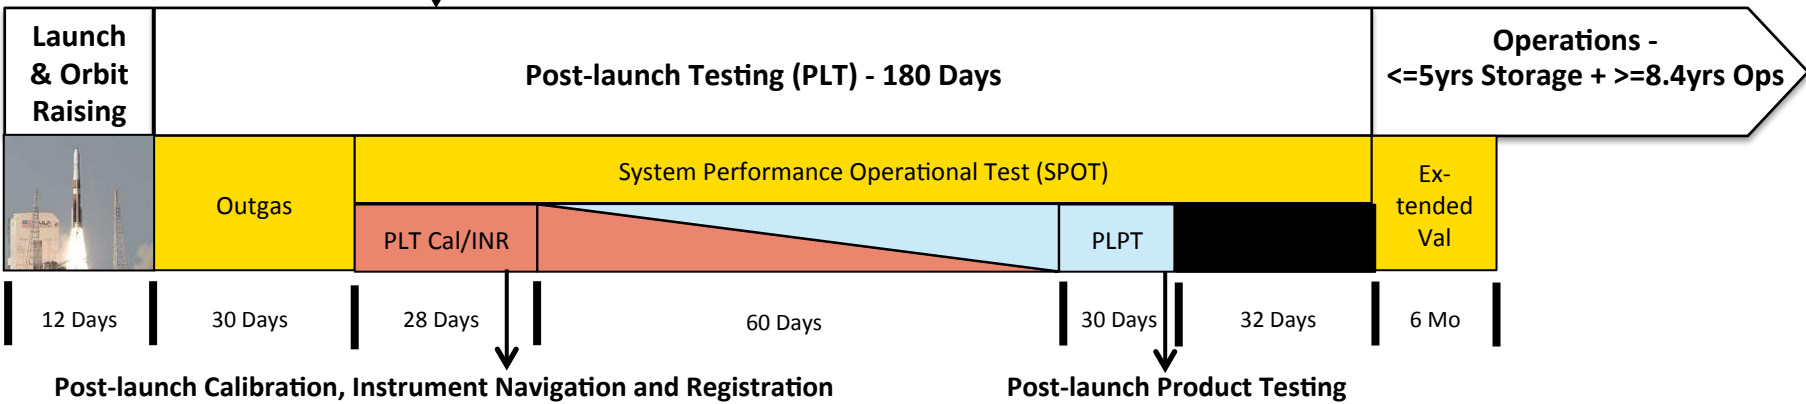 Launch
& Orbit
Raising
Post-launch Testing (PLT) - 180 Days
Operations -
<=5yrs Storage + >=8.4yrs Ops
Outgas
System Performance Operational Test (SPOT)
Ex-
tended
Val
PLT Cal/INR
PLPT
12 Days
30 Days
28 Days
60 Days
30 Days
32 Days
6 Mo
Post-launch Calibration, Instrument Navigation and Registration
Post-launch Product Testing